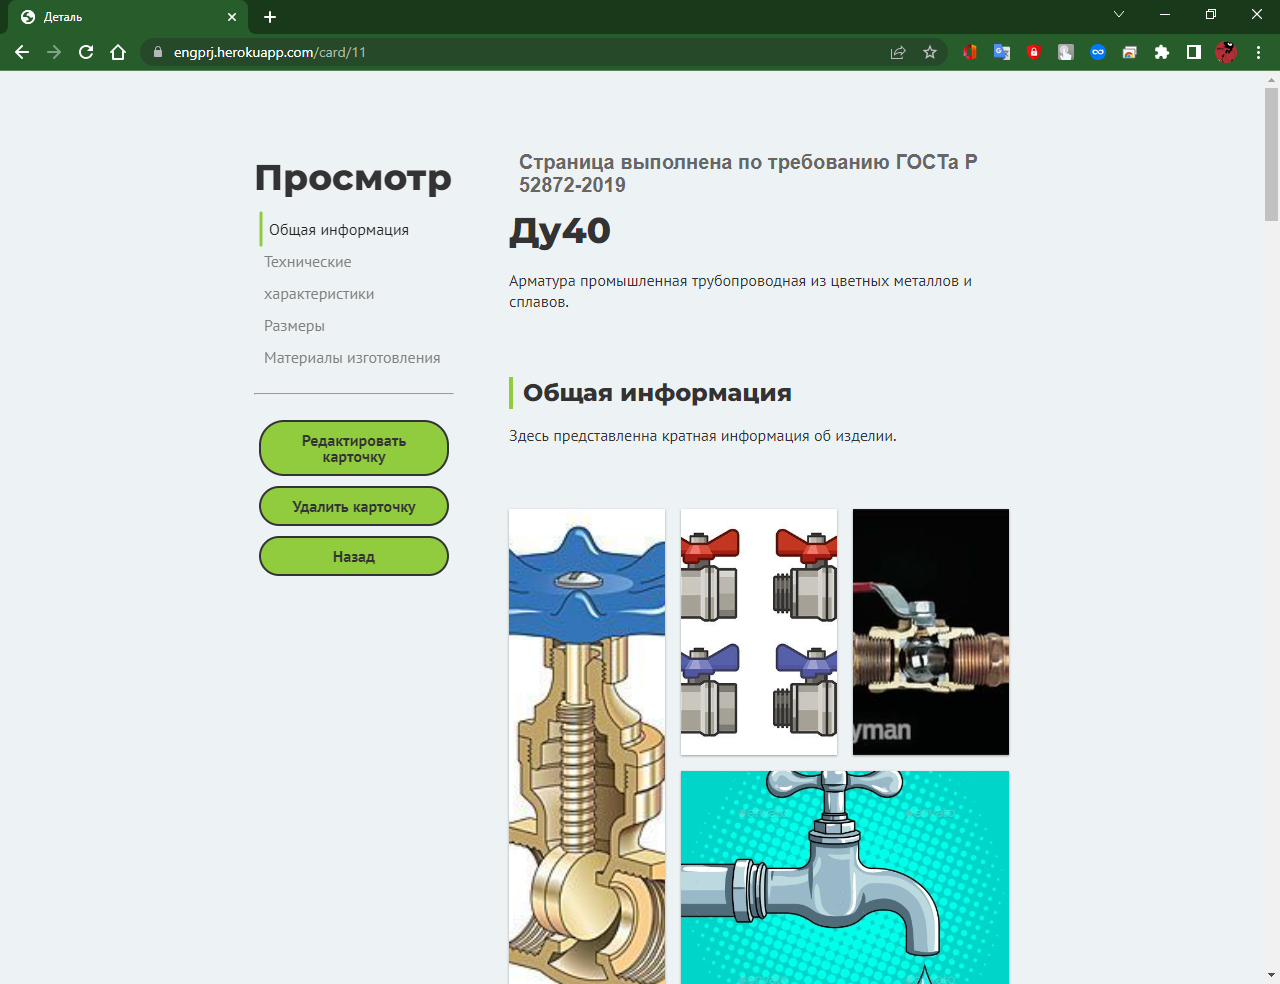 Деталь
engprj.herokuapp.com/card/11
Просмотр
Общая информация
Технические
характеристики
Размеры
Материалы изготовления
Редактировать
карточку
Удалить карточку
Назад
Страница выполнена по требованию ГОСТа Р
52872-2019
Ду40
Арматура промышленная трубопроводная из цветных металлов и
сплавов.
Общая информация
Здесь представленна кратная информация об изделии.
yman